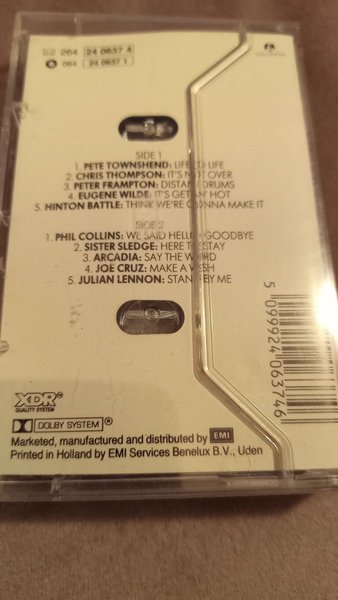 264 24 0637 4
064 24 0637 1
SIDE 1
1. PETE TOWNSHEND: LIFE TO LIFE
2. CHRIS THOMPSON: IT'S NOT OVER
3. PETER FRAMPTON: DISTANT DRUMS
4. EUGENE WILDE: IT'S GETTIN' HOT
5. HINTON BATTLE: THINK WE'RE GONNA MAKE IT
SIDE 2
1. PHIL COLLINS: WE SAID HELLO GOODBYE
2. SISTER SLEDGE: HERE TO STAY
3. ARCADIA: SAY THE WORD
4. JOE CRUZ: MAKE A WISH
5. JULIAN LENNON: STAND BY ME
5 099924 063746
XDR
QUALITY SYSTEM
DOLBY SYSTEM®
Marketed, manufactured and distributed by EMI
Printed in Holland by EMI Services Benelux B.V., Uden